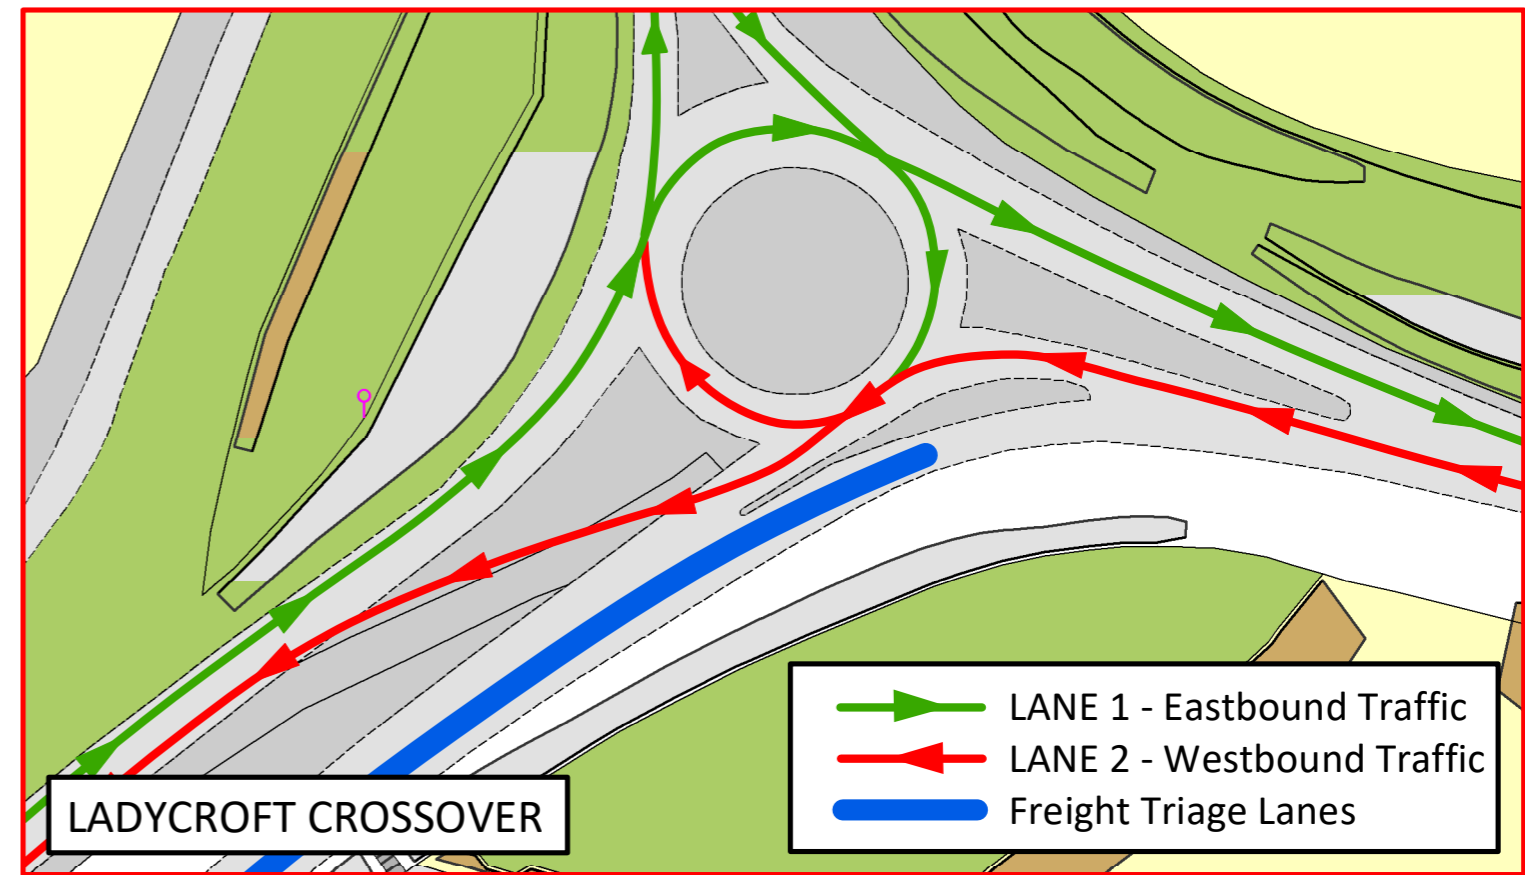 LANE 1 - Eastbound Traffic
LANE 2 - Westbound Traffic
Freight Triage Lanes
LADYCROFT CROSSOVER